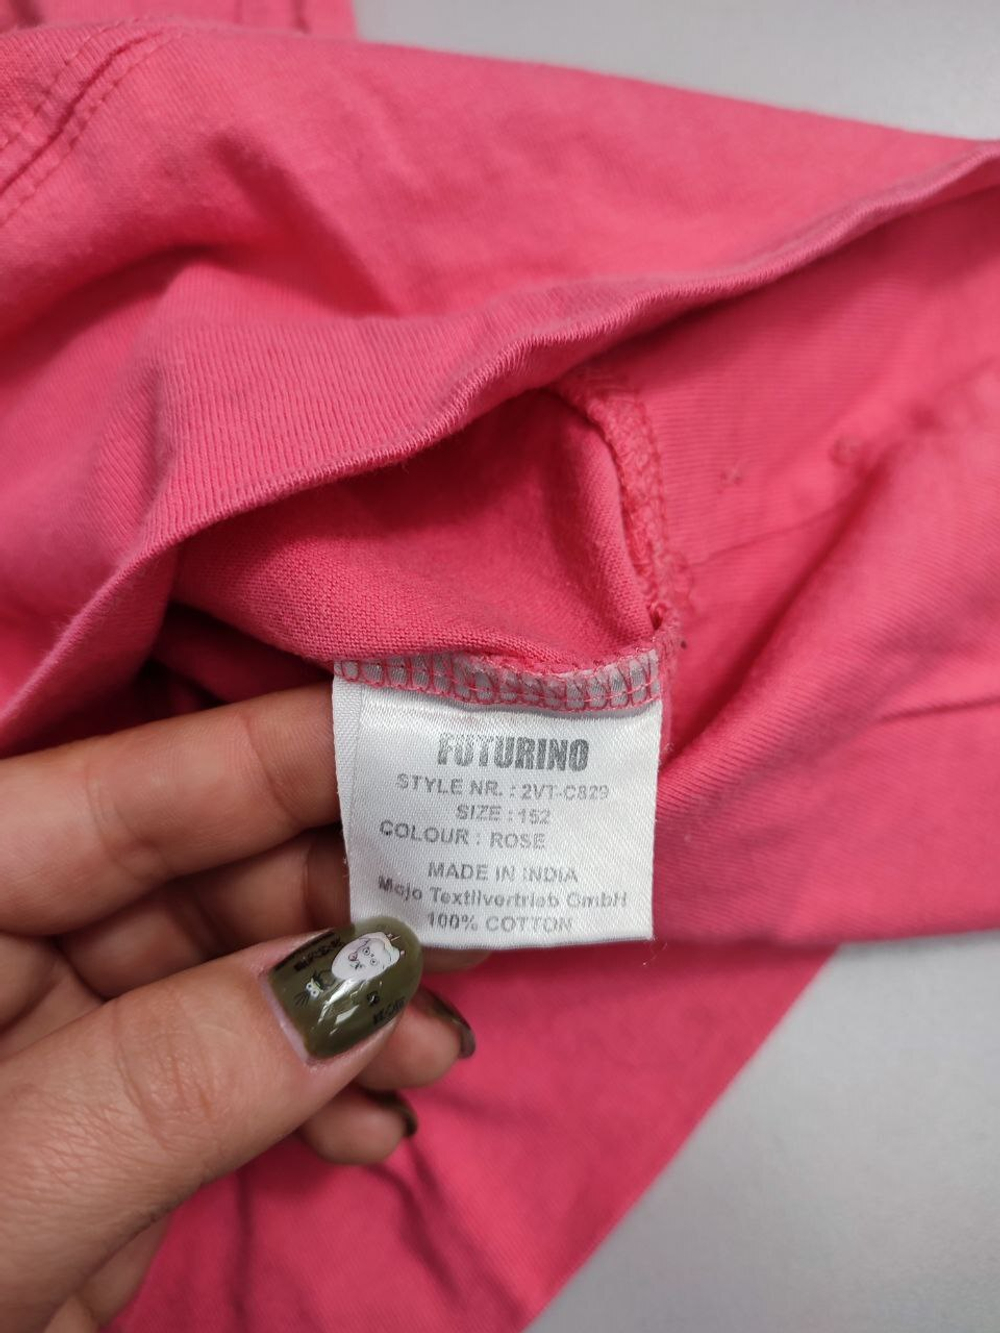 FUTURINO
STYLE NR. : 2VT-C829
SIZE : 152
COLOUR : ROSE
MADE IN INDIA
Mojo Textilvertrieb GmbH
100% COTTON